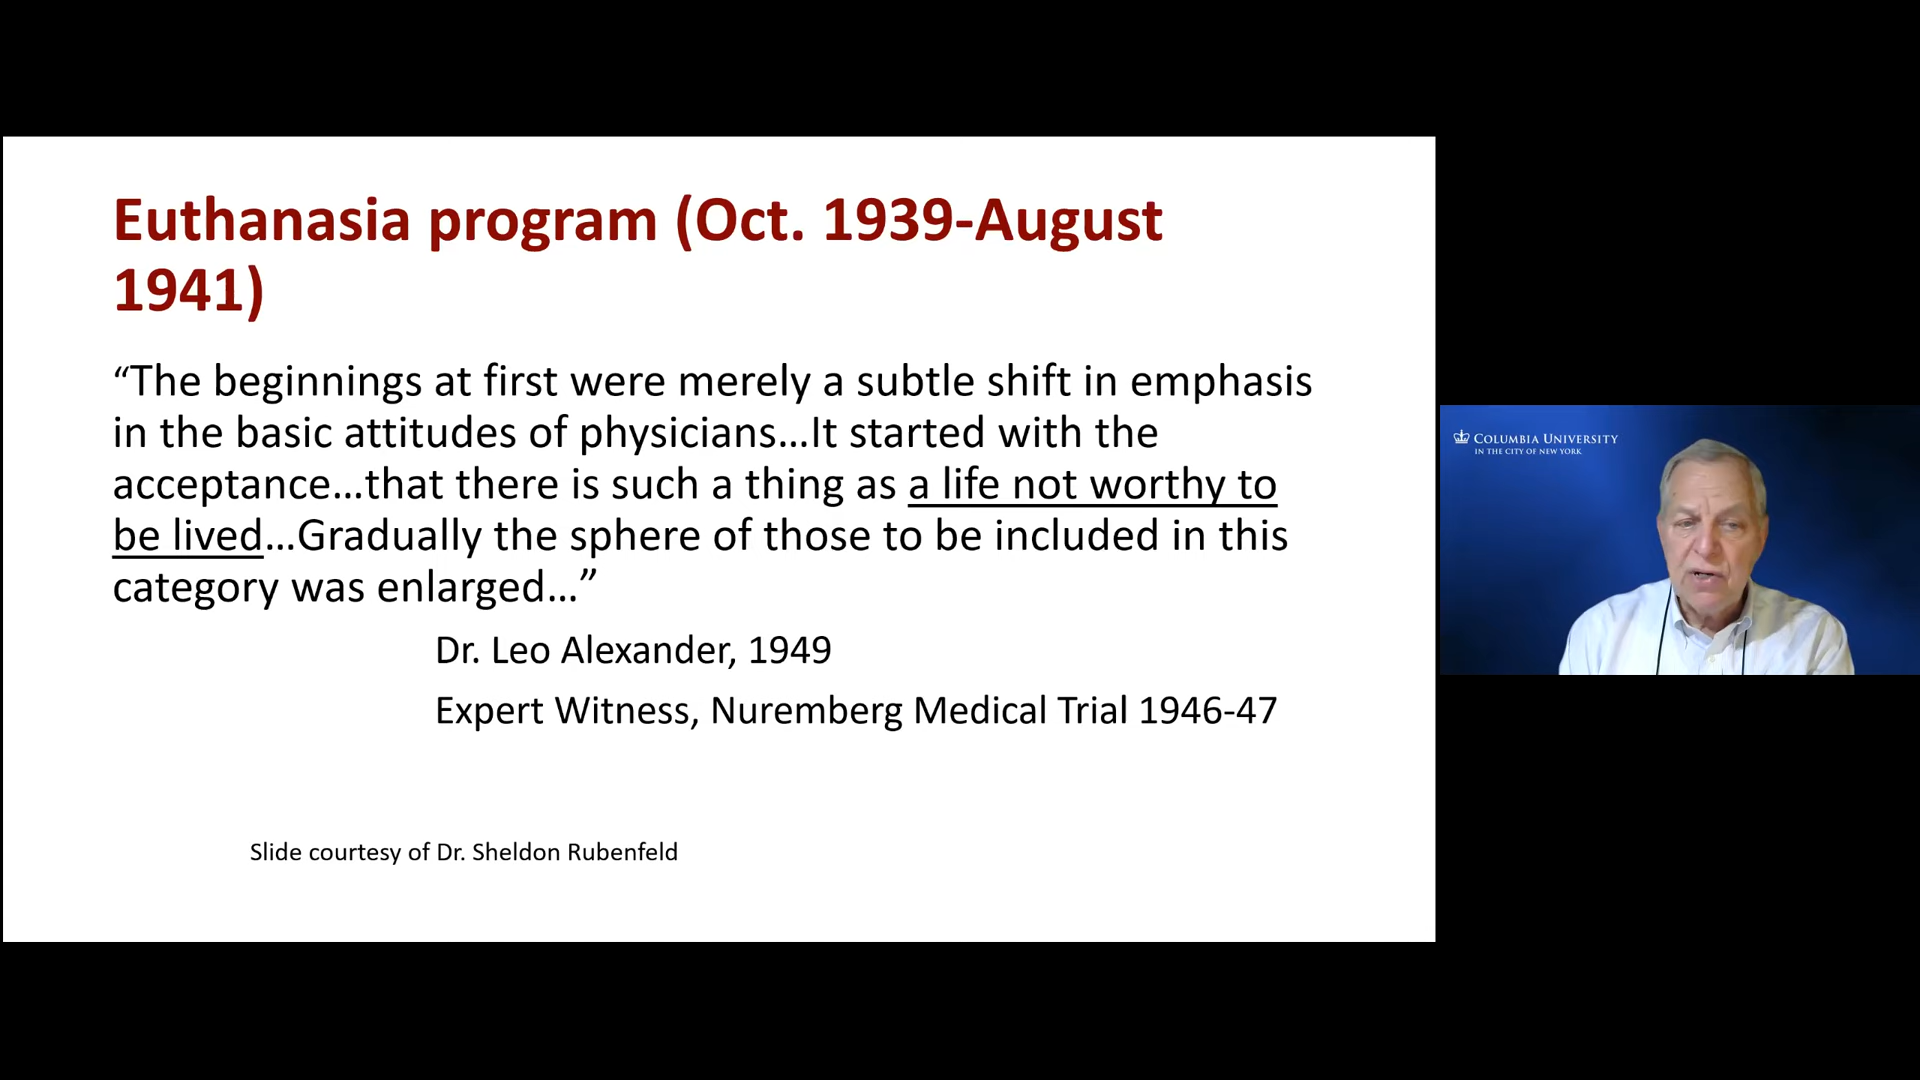 Euthanasia program (Oct. 1939-August
1941)
“The beginnings at first were merely a subtle shift in emphasis
in the basic attitudes of physicians...It started with the
acceptance...that there is such a thing as a life not worthy to
be lived...Gradually the sphere of those to be included in this
category was enlarged...”
Dr. Leo Alexander, 1949
Expert Witness, Nuremberg Medical Trial 1946-47
Slide courtesy of Dr. Sheldon Rubenfeld
COLUMBIA UNIVERSITY
IN THE CITY OF NEW YORK